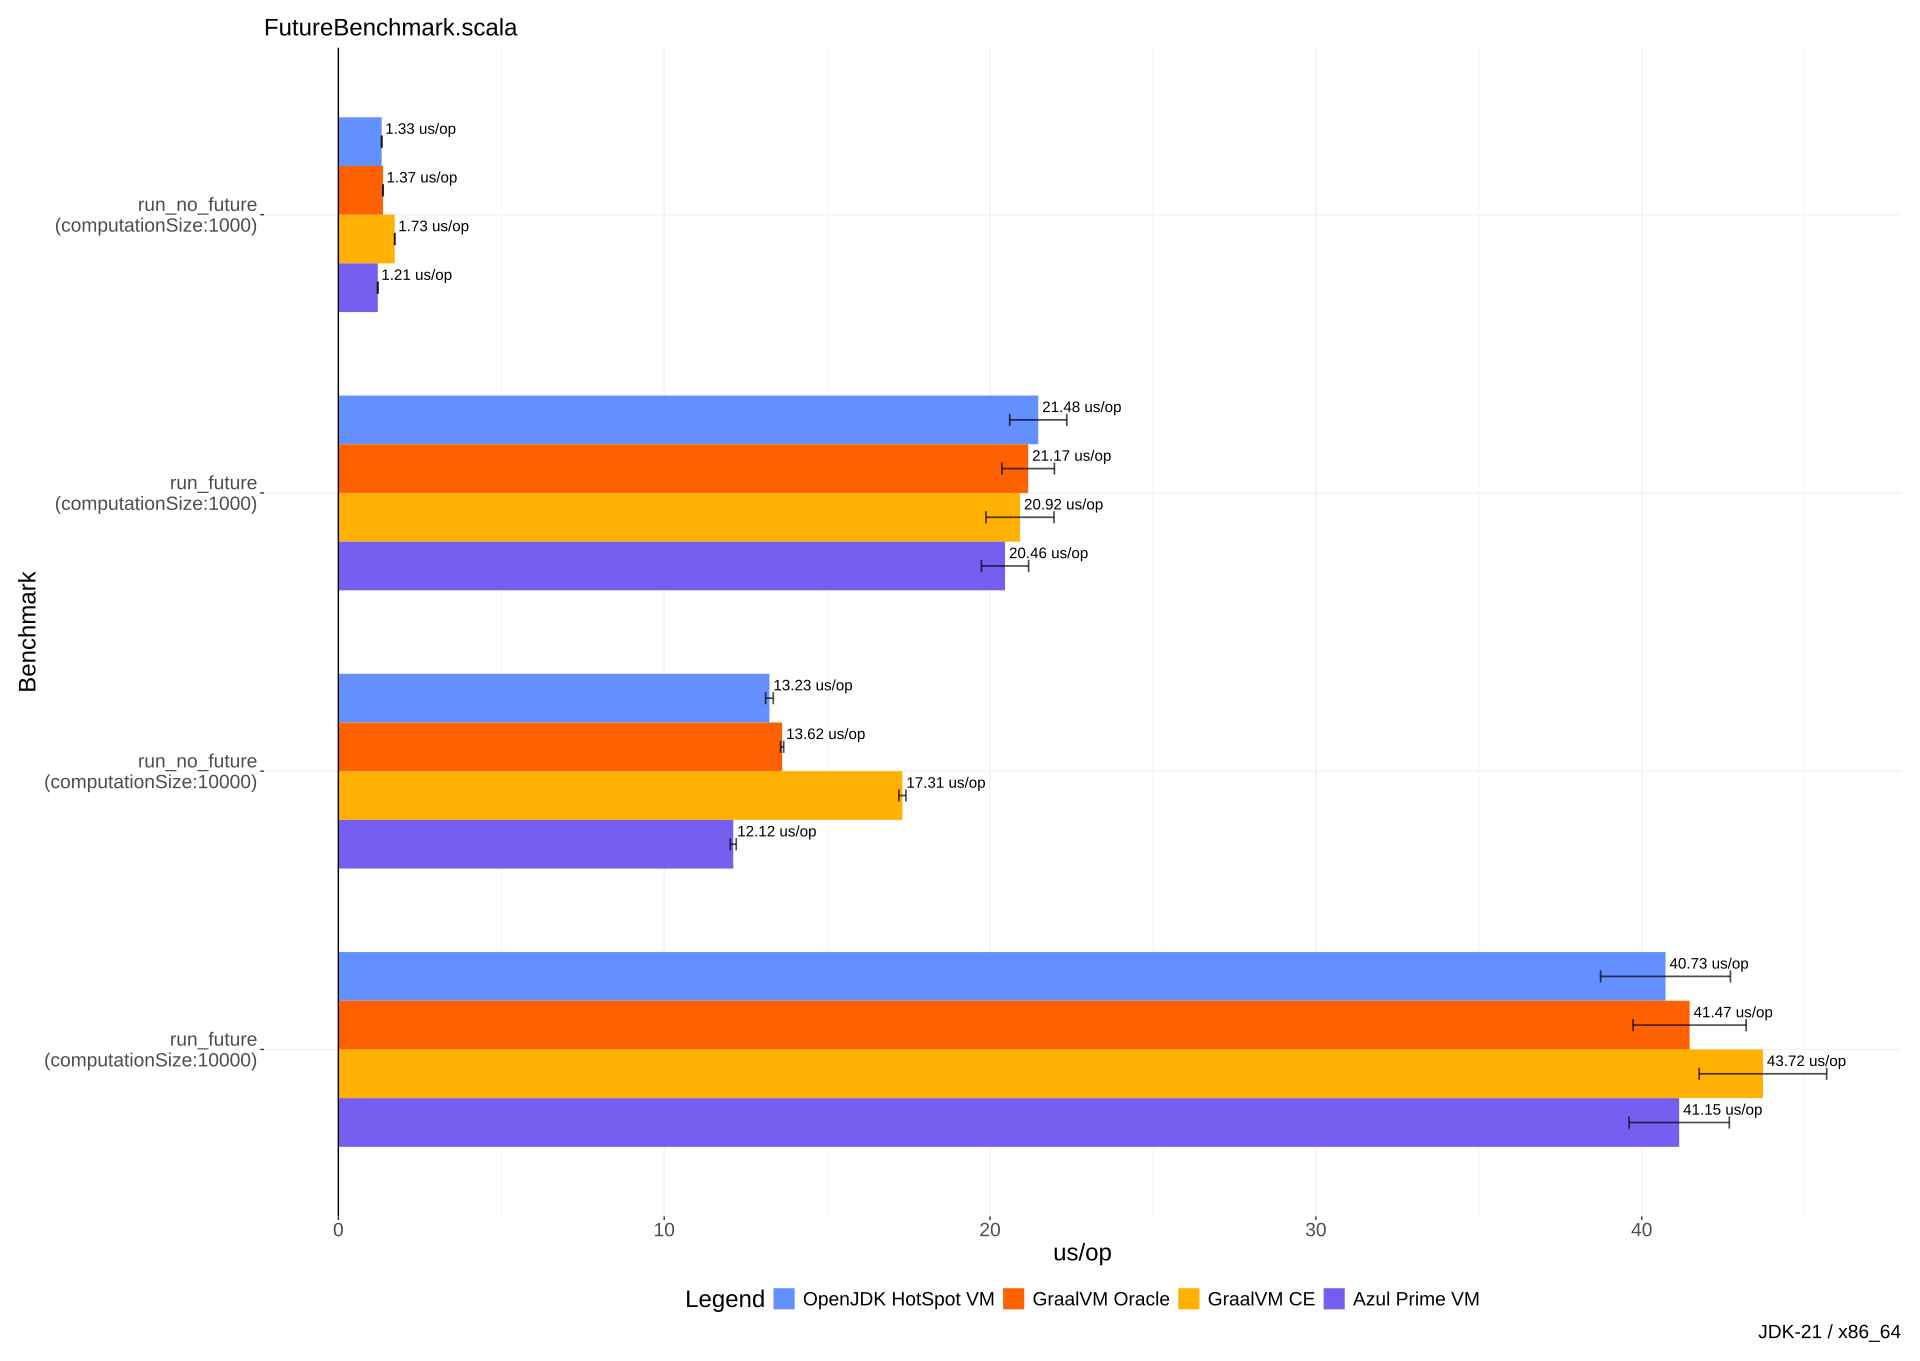 FutureBenchmark.scala
run_no_future
(computationSize:1000)
1.33 us/op
1.37 us/op
1.73 us/op
1.21 us/op
run_future
(computationSize:1000)
21.48 us/op
21.17 us/op
20.92 us/op
20.46 us/op
run_no_future
(computationSize:10000)
13.23 us/op
13.62 us/op
17.31 us/op
12.12 us/op
run_future
(computationSize:10000)
40.73 us/op
41.47 us/op
43.72 us/op
41.15 us/op
Benchmark
0 10 20 30 40
us/op
Legend OpenJDK HotSpot VM GraalVM Oracle GraalVM CE Azul Prime VM
JDK-21 / x86_64